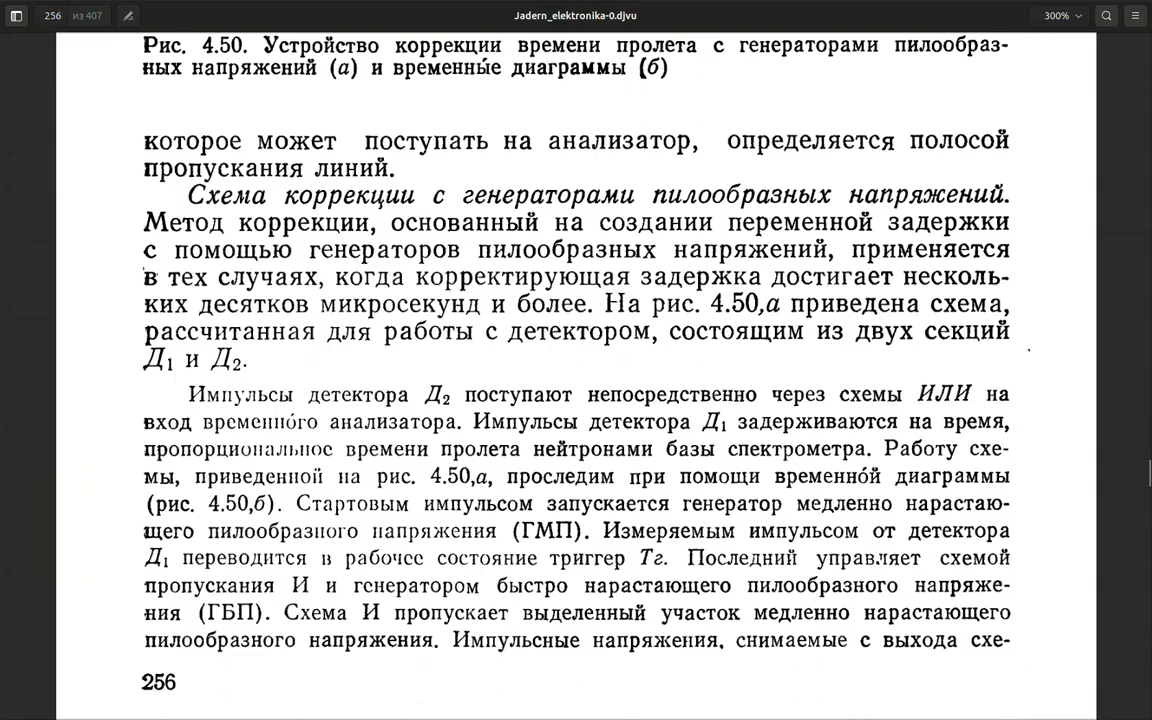 256 из 407
Jadern_elektronika-0.djvu
300%
Рис. 4.50. Устройство коррекции времени пролета с генераторами пилообраз-
ных напряжений (а) и временны́е диаграммы (б)
которое может поступать на анализатор, определяется полосой
пропускания линий.
Схема коррекции с генераторами пилообразных напряжений.
Метод коррекции, основанный на создании переменной задержки
с помощью генераторов пилообразных напряжений, применяется
в тех случаях, когда корректирующая задержка достигает несколь-
ких десятков микросекунд и более. На рис. 4.50,а приведена схема,
рассчитанная для работы с детектором, состоящим из двух секций
Д1 и Д2.
Импульсы детектора Д2 поступают непосредственно через схемы ИЛИ на
вход временно́го анализатора. Импульсы детектора Д1 задерживаются на время,
пропорциональное времени пролета нейтронами базы спектрометра. Работу схе-
мы, приведенной на рис. 4.50,а, проследим при помощи временно́й диаграммы
(рис. 4.50,б). Стартовым импульсом запускается генератор медленно нарастаю-
щего пилообразного напряжения (ГМП). Измеряемым импульсом от детектора
Д1 переводится в рабочее состояние триггер Тг. Последний управляет схемой
пропускания И и генератором быстро нарастающего пилообразного напряже-
ния (ГБП). Схема И пропускает выделенный участок медленно нарастающего
пилообразного напряжения. Импульсные напряжения, снимаемые с выхода схе-
256